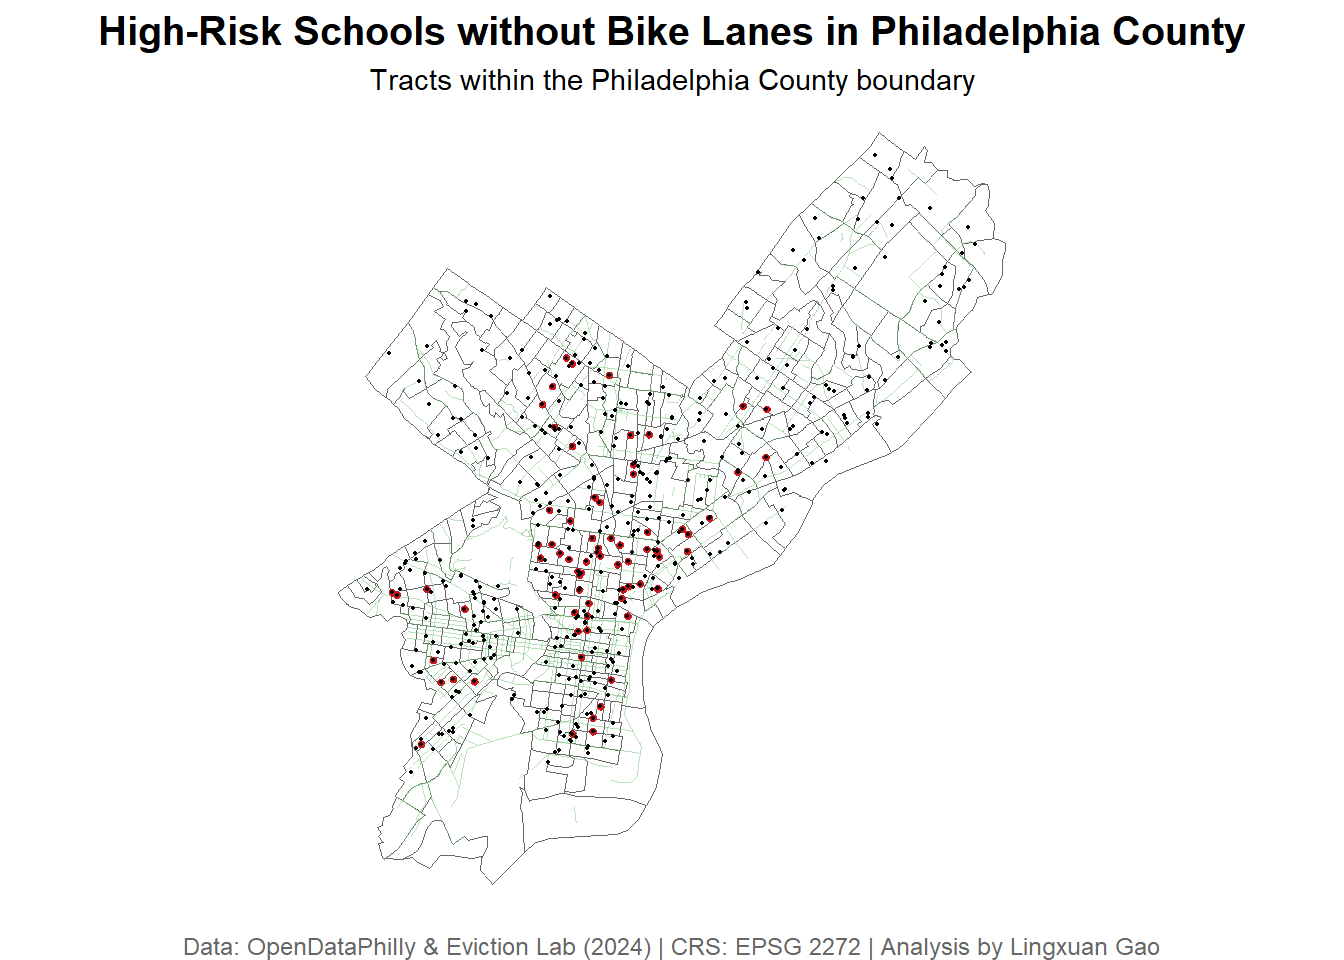 High-Risk Schools without Bike Lanes in Philadelphia County
Tracts within the Philadelphia County boundary
Data: OpenDataPhilly & Eviction Lab (2024) | CRS: EPSG 2272 | Analysis by Lingxuan Gao